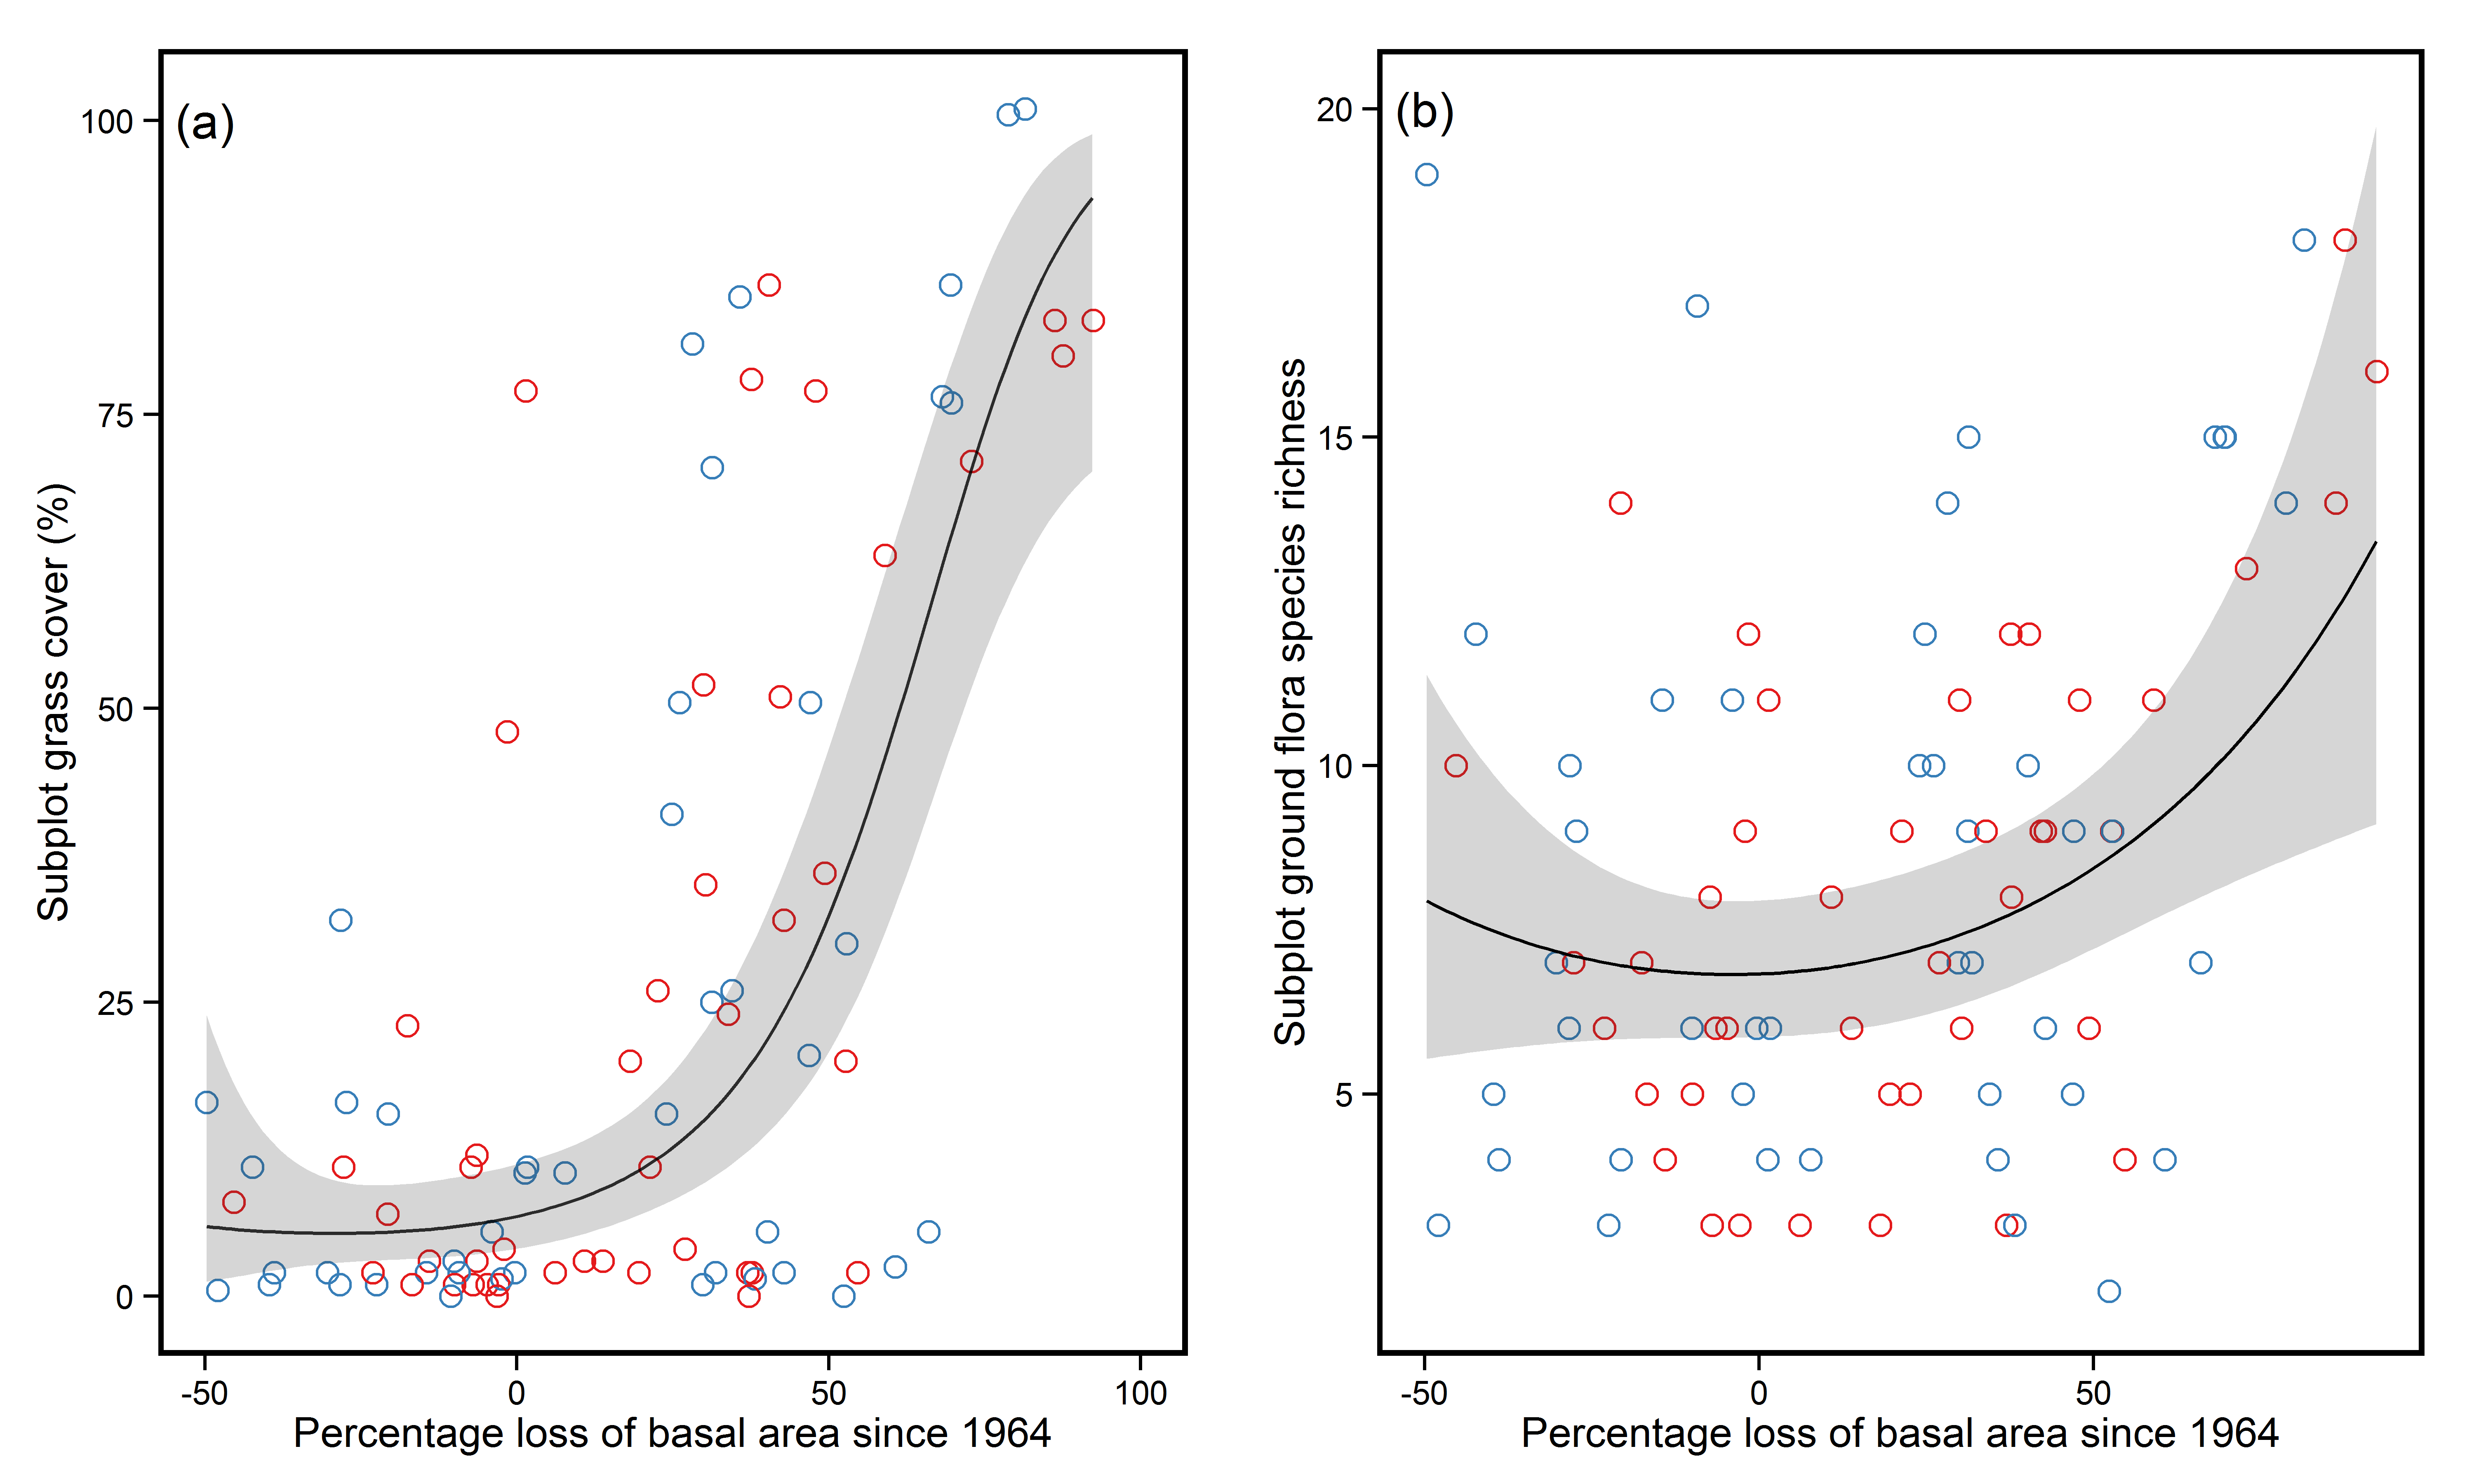 (a)
100
75
50
25
0
Subplot grass cover (%)
-50 0 50 100
Percentage loss of basal area since 1964
(b)
20
15
10
5
Subplot ground flora species richness
-50 0 50
Percentage loss of basal area since 1964